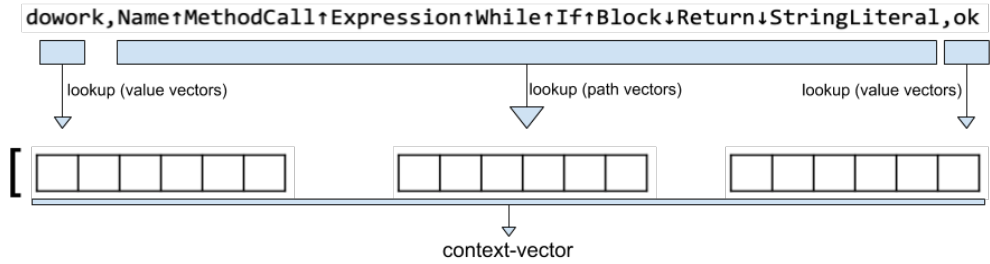 dowork,Name↑MethodCall↑Expression↑While↑If↑Block↓Return↓StringLiteral,ok
lookup (value vectors) lookup (path vectors) lookup (value vectors)
[
context-vector